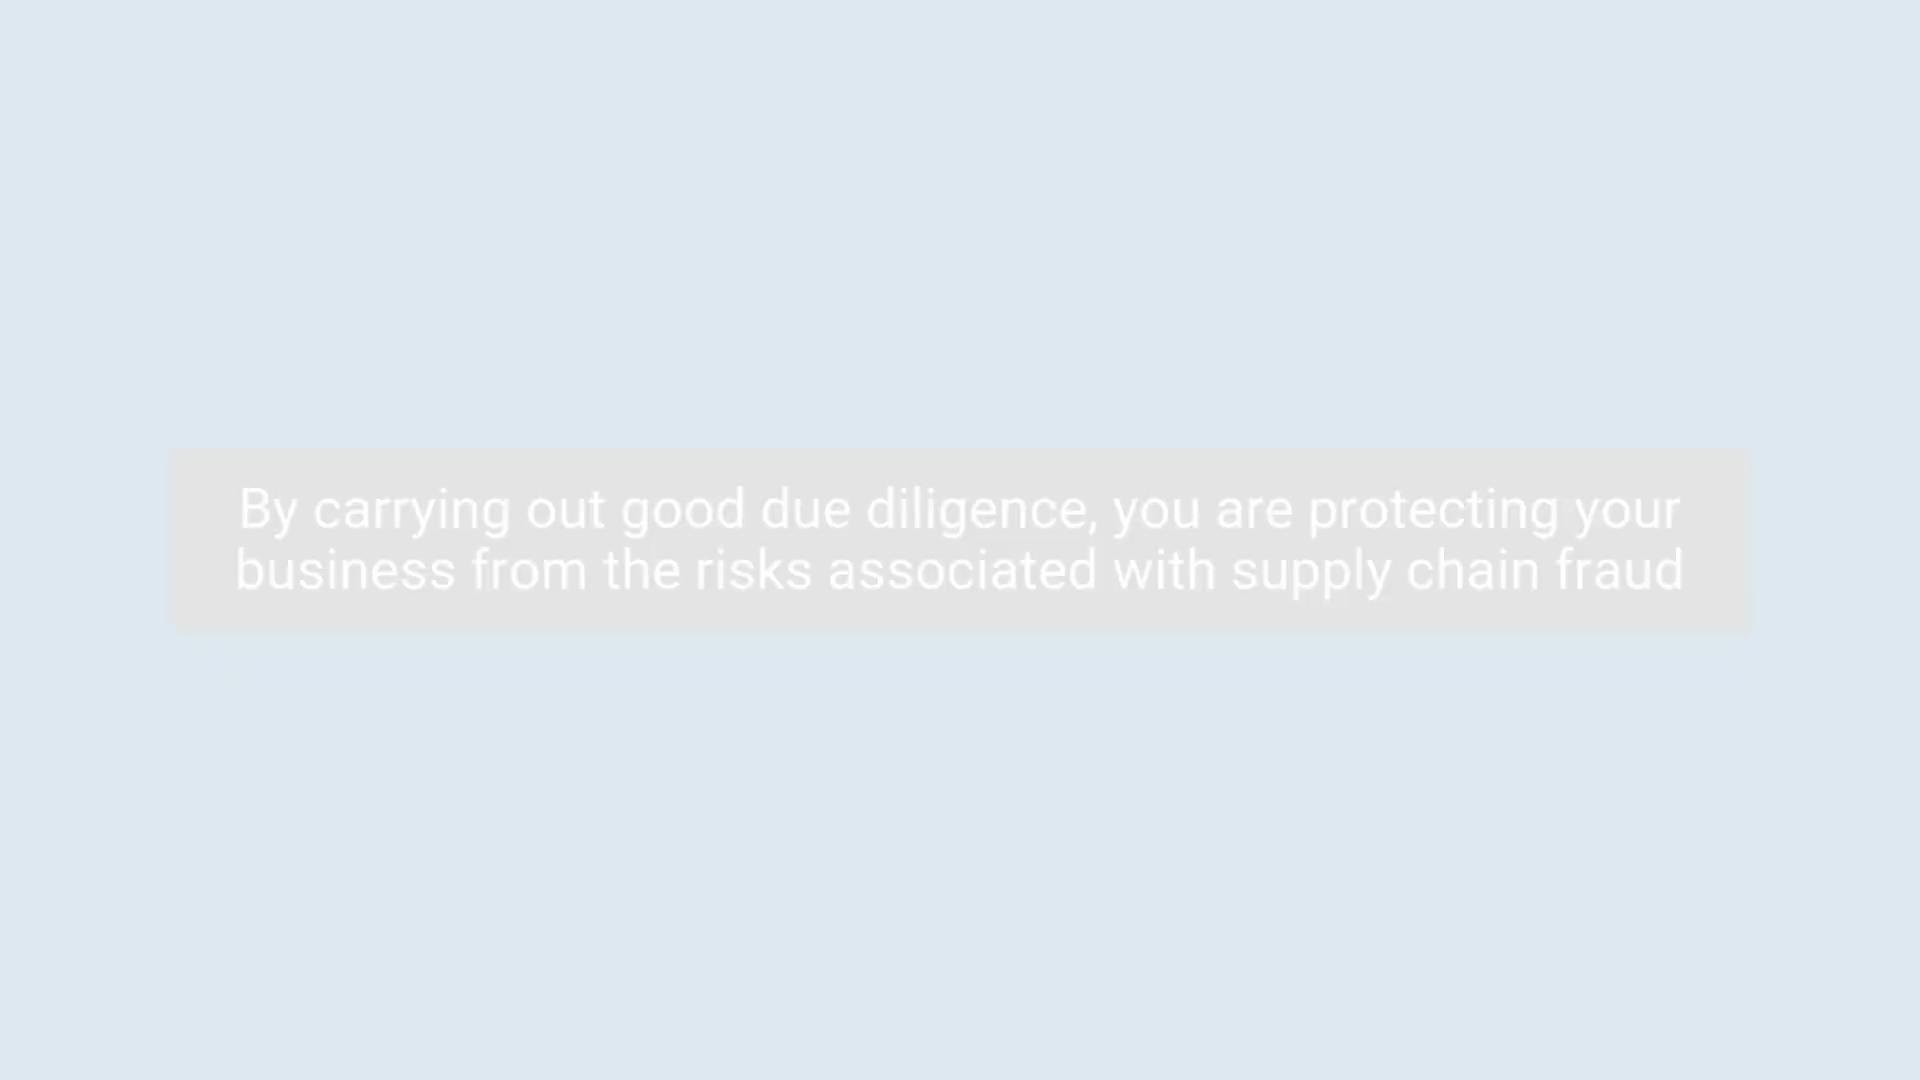 By carrying out good due diligence, you are protecting your
business from the risks associated with supply chain fraud